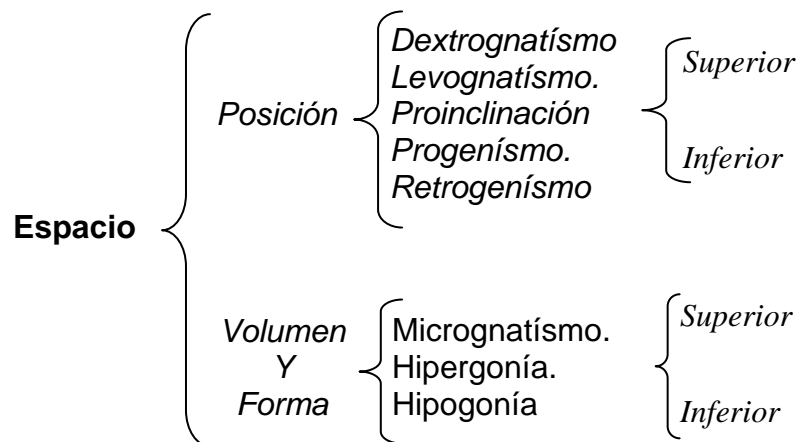 Espacio
Posición
Dextrognatísmo
Levognatísmo.
Proinclinación
Progenísmo.
Retrogenísmo
Superior
Inferior
Volumen
Y
Forma
Micrognatísmo.
Hipergonía.
Hipogonía
Superior
Inferior